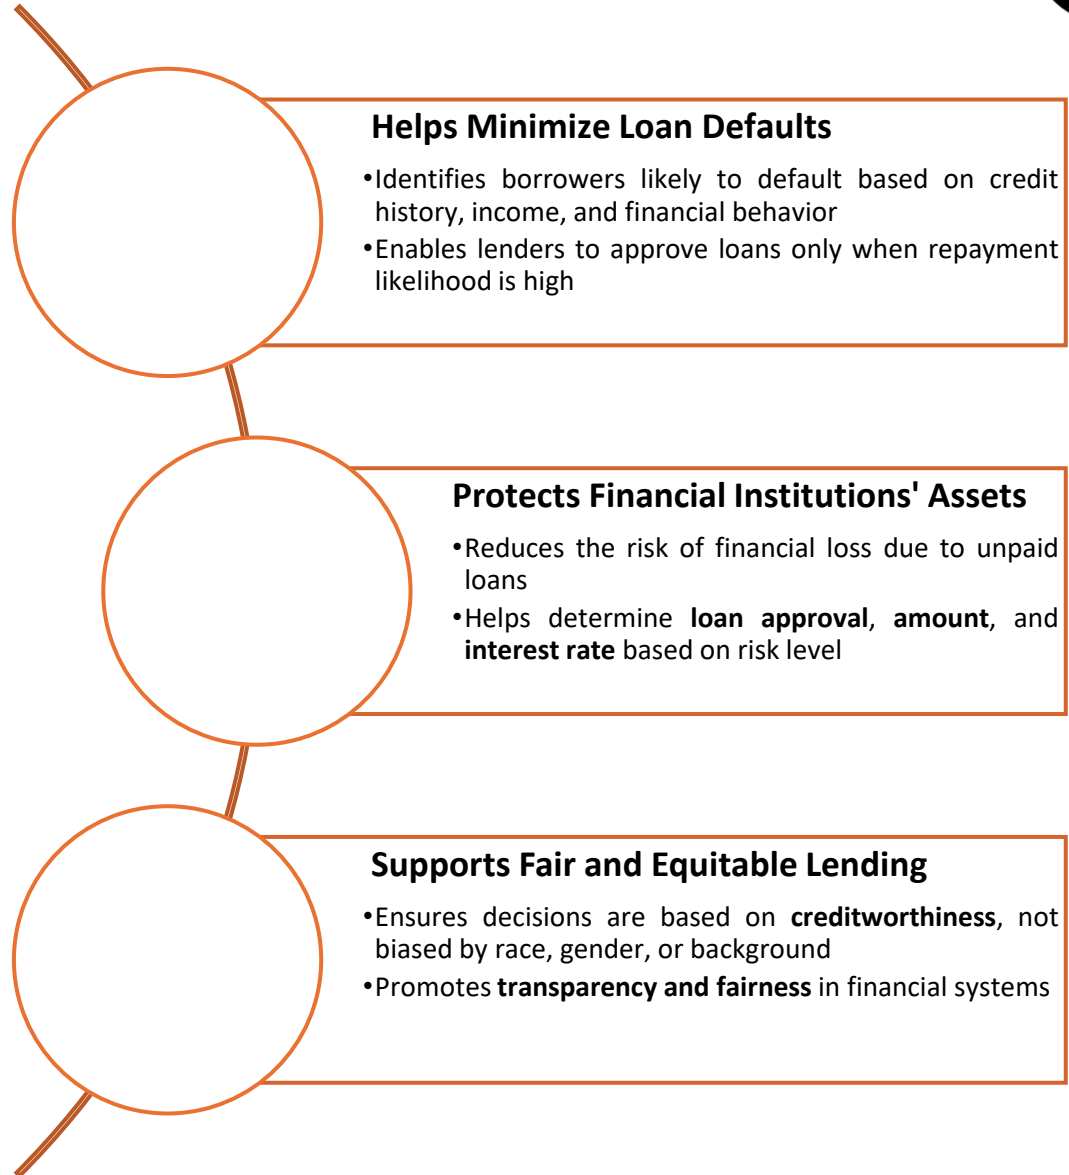 Helps Minimize Loan Defaults
•Identifies borrowers likely to default based on credit
history, income, and financial behavior
•Enables lenders to approve loans only when repayment
likelihood is high
Protects Financial Institutions' Assets
•Reduces the risk of financial loss due to unpaid
loans
•Helps determine loan approval, amount, and
interest rate based on risk level
Supports Fair and Equitable Lending
•Ensures decisions are based on creditworthiness, not
biased by race, gender, or background
•Promotes transparency and fairness in financial systems